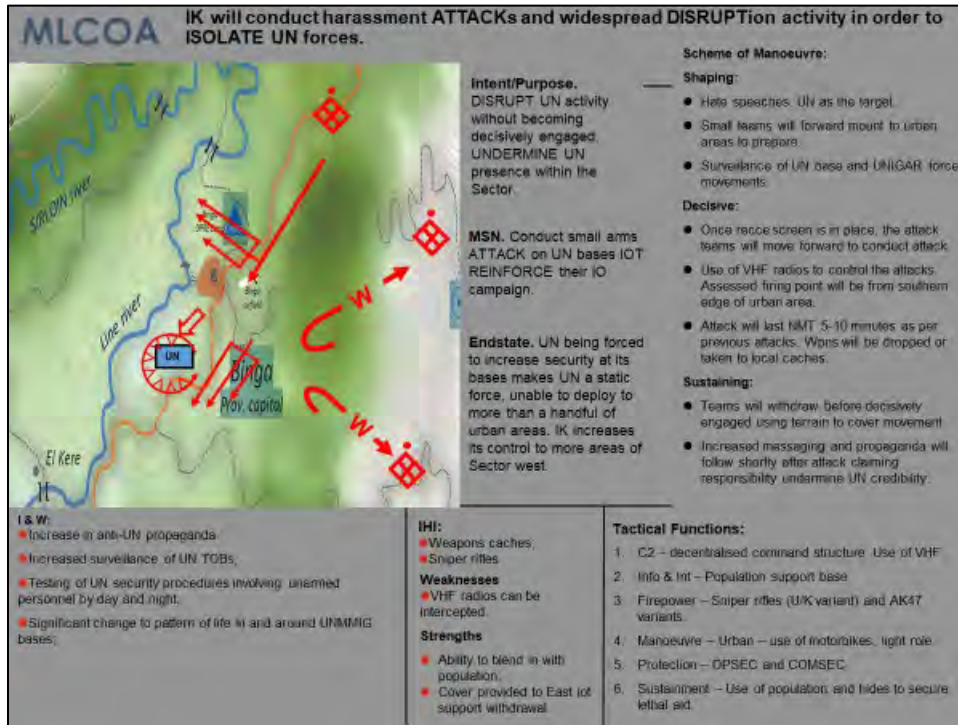 MLCOA
IK will conduct harassment ATTACKs and widespread DISRUPTion activity in order to
ISOLATE UN forces.
SIRI DIN river
Line river
UN
Binga
Prov. capital
El Kere
W
W
Intent/Purpose.
DISRUPT UN activity
without becoming
decisively engaged.
UNDERMINE UN
presence within the
Sector.
MSN. Conduct small arms
ATTACK on UN bases IOT
REINFORCE their IO
campaign.
Endstate. UN being forced
to increase security at its
bases makes UN a static
force, unable to deploy to
more than a handful of
urban areas. IK increases
its control to more areas of
Sector west
Scheme of Manoeuvre:
Shaping:
● Hate speeches, UN as the target.
● Small teams will forward mount to urban
areas to prepare.
● Surveillance of UN base and UNIGAR force
movements.
Decisive:
● Once recce screen is in place, the attack
teams will move forward to conduct attack.
● Use of VHF radios to control the attacks.
Assessed firing point will be from southern
edge of urban area.
● Attack will last NMT 5-10 minutes as per
previous attacks. Wpns will be dropped or
taken to local caches.
Sustaining:
● Teams will withdraw before decisively
engaged using terrain to cover movement
● Increased messaging and propaganda will
follow shortly after attack claiming
responsibility undermine UN credibility.
I & W:
● Increase in anti-UN propaganda
● Increased surveillance of UN TOBs;
● Testing of UN security procedures involving unarmed
personnel by day and night.
● Significant change to pattern of life in and around UNMMIG
bases;
IHI:
● Weapons caches;
● Sniper rifles
Weaknesses
● VHF radios can be
intercepted.
Strengths
● Ability to blend in with
population;
● Cover provided to East iot
support withdrawal
Tactical Functions:
1. C2 – decentralised command structure. Use of VHF
2. Info & Int – Population support base
3 Firepower – Sniper rifles (U/K variant) and AK47
variants.
4. Manoeuvre – Urban – use of motorbikes, light role.
5. Protection – OPSEC and COMSEC
6. Sustainment – Use of population and hides to secure
lethal aid.